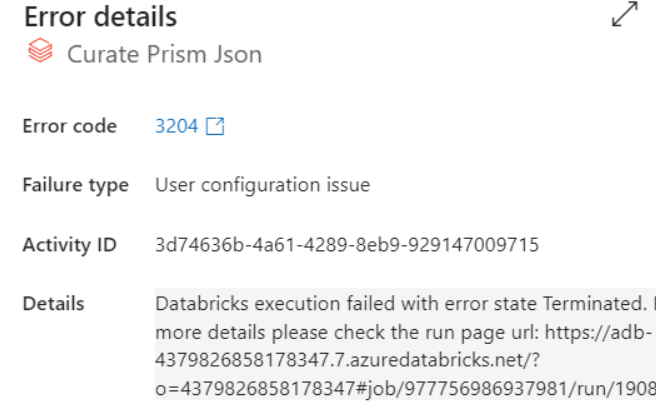 Error details
Curate Prism Json
Error code 3204
Failure type User configuration issue
Activity ID 3d74636b-4a61-4289-8eb9-929147009715
Details Databricks execution failed with error state Terminated.
more details please check the run page url: https://adb-
4379826858178347.7.azuredatabricks.net/?
o=4379826858178347#job/977756986937981/run/1908